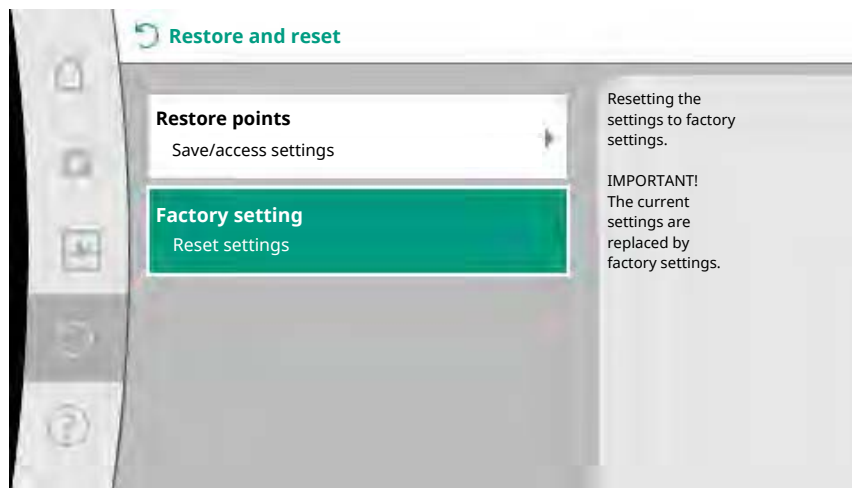 Restore and reset
Restore points
Save/access settings
Factory setting
Reset settings
Resetting the
settings to factory
settings.
IMPORTANT!
The current
settings are
replaced by
factory settings.